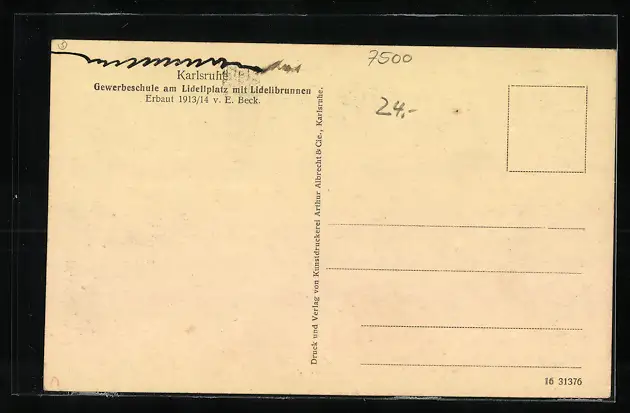 7500
Karlsruhe
Gewerbeschule am Lidellplatz mit Lidellbrunnen
Erbaut 1913/14 v. E. Beck.
24.-
Druck und Verlag von Kunstdruckerei Arthur Albrecht & Cie., Karlsruhe.
16 31376